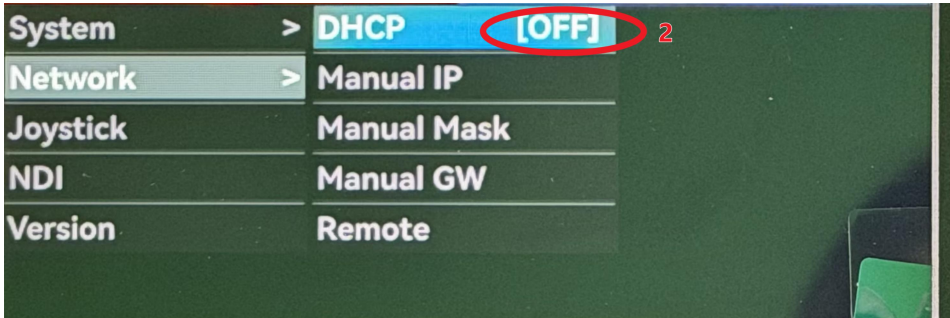 System > DHCP [OFF] 2
Network > Manual IP
Joystick Manual Mask
NDI Manual GW
Version Remote